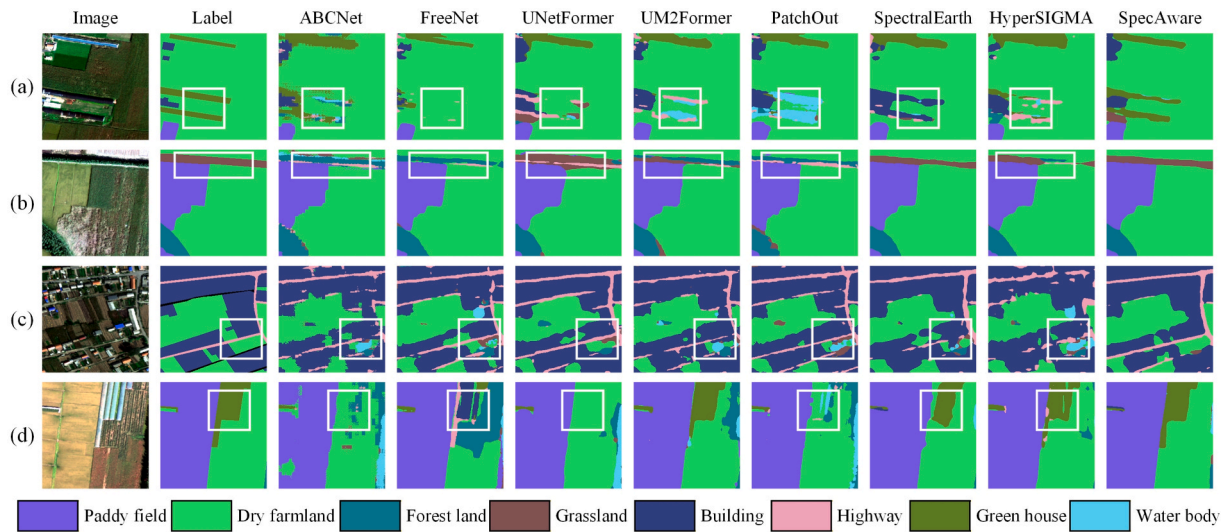 Image Label ABCNet FreeNet UNetFormer UM2Former PatchOut SpectralEarth HyperSIGMA SpecAware
(a)
(b)
(c)
(d)
Paddy field Dry farmland Forest land Grassland Building Highway Green house Water body